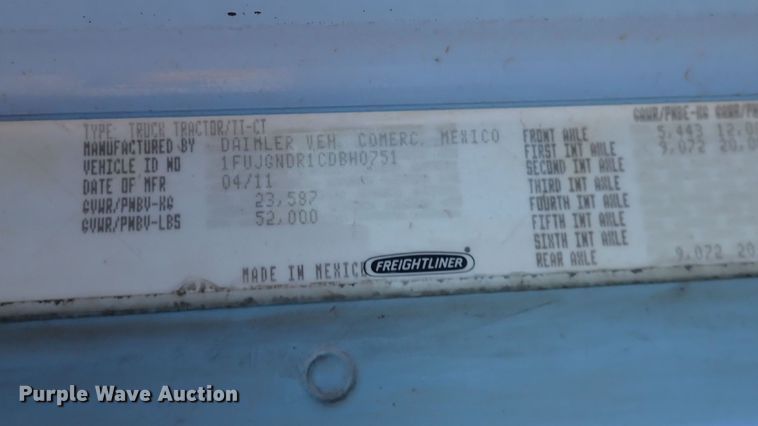 TYPE: TRUCK TRACTOR/TT-CT
MANUFACTURED BY DAIMLER VEH. COMERC. MEXICO
VEHICLE ID NO 1FUJGNDR1CDBH0751
DATE OF MFR 04/11
GVWR/PNBV-KG 23,587
GVWR/PNBV-LBS 52,000
MADE IN MEXICO
FREIGHTLINER
GAWR/PNBE-KG
FRONT AXLE 5,443
FIRST INT AXLE 9,072
SECOND INT AXLE
THIRD INT AXLE
FOURTH INT AXLE
FIFTH INT AXLE
SIXTH INT AXLE
REAR AXLE 9,072
Purple Wave Auction